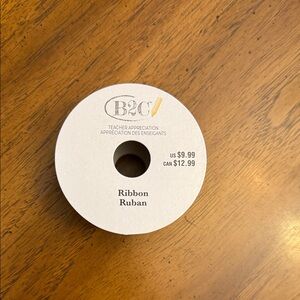 B2C
TEACHER APPRECIATION
APPRÉCIATION DES ENSEIGNANTS
US $9.99
CAN $12.99
Ribbon
Ruban